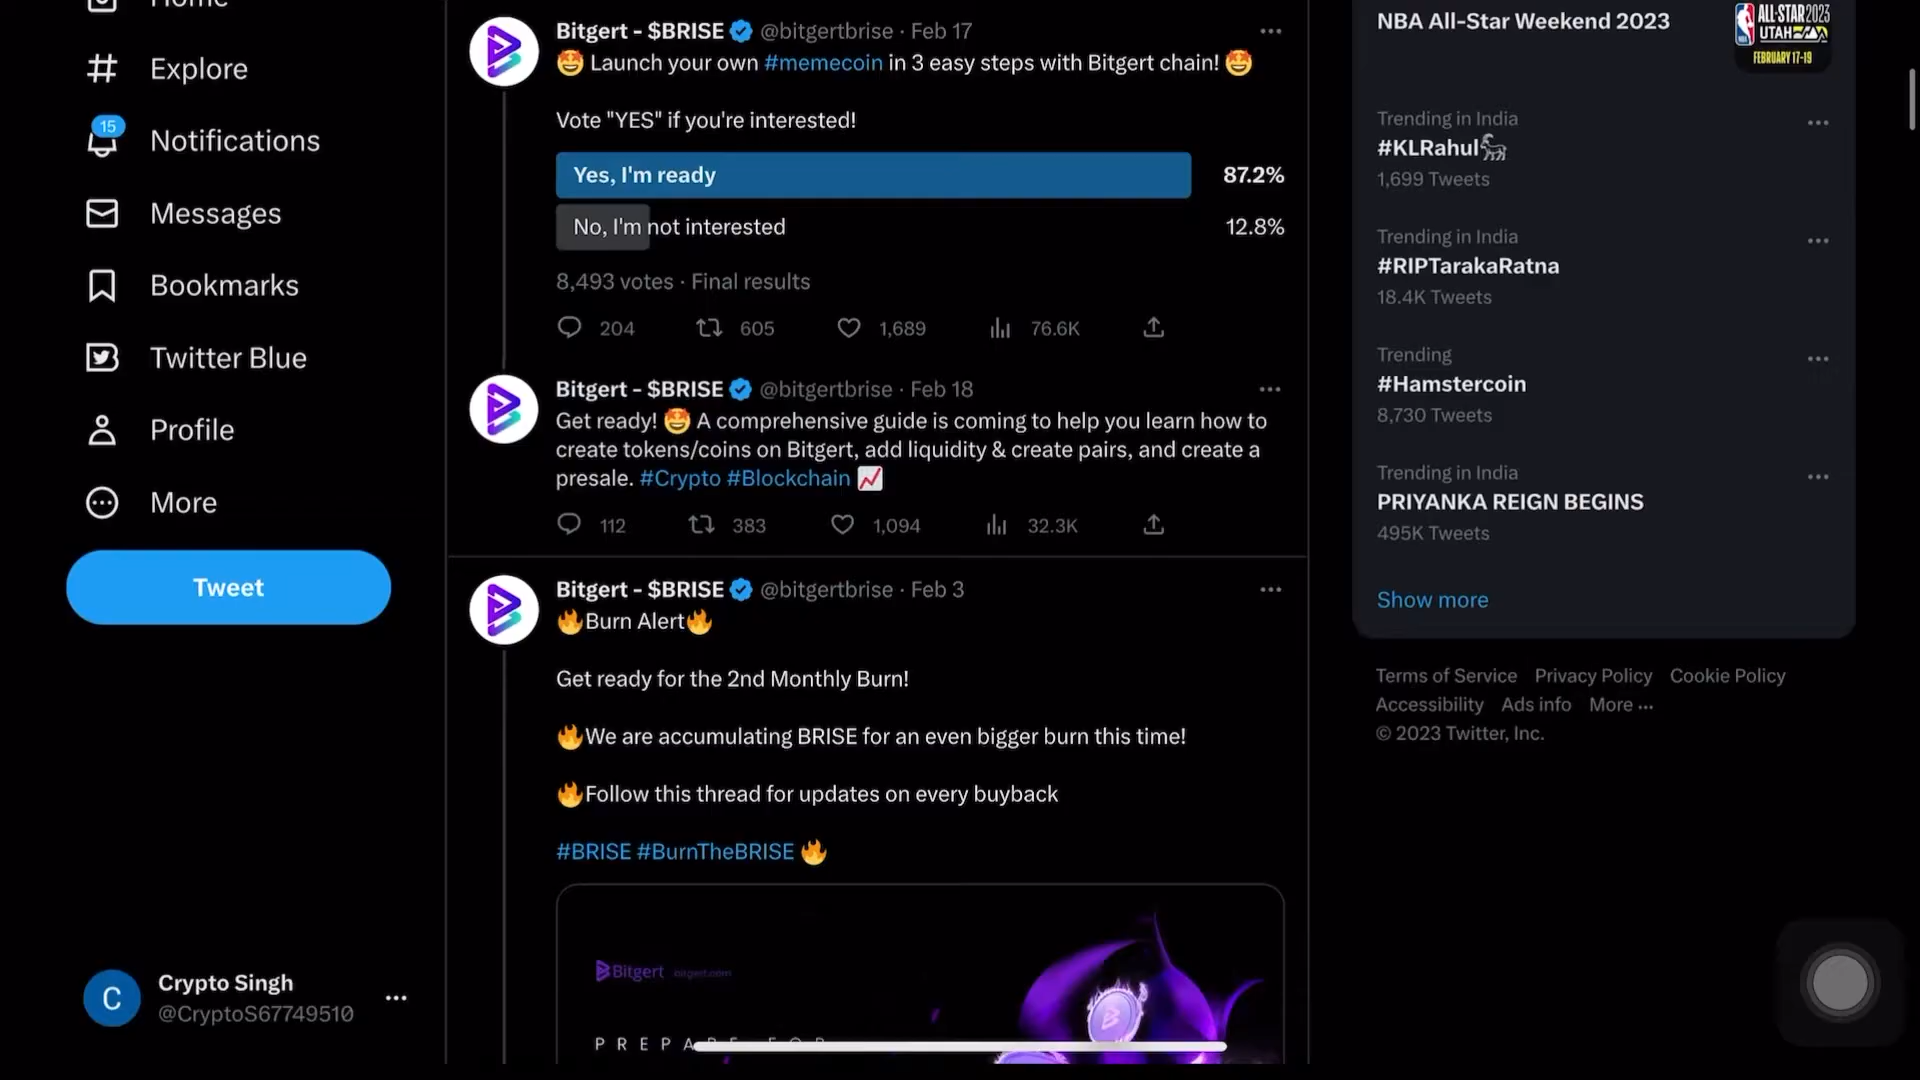 Home
Explore
15
Notifications
Messages
Bookmarks
Twitter Blue
Profile
More
Tweet
C
Crypto Singh
@CryptoS67749510
Bitgert - $BRISE @bitgertbrise · Feb 17
🤩 Launch your own #memecoin in 3 easy steps with Bitgert chain! 🤩
Vote "YES" if you're interested!
Yes, I'm ready 87.2%
No, I'm not interested 12.8%
8,493 votes · Final results
204 605 1,689 76.6K
Bitgert - $BRISE @bitgertbrise · Feb 18
Get ready! 🤩 A comprehensive guide is coming to help you learn how to
create tokens/coins on Bitgert, add liquidity & create pairs, and create a
presale. #Crypto #Blockchain 📈
112 383 1,094 32.3K
Bitgert - $BRISE @bitgertbrise · Feb 3
🔥Burn Alert🔥
Get ready for the 2nd Monthly Burn!
🔥We are accumulating BRISE for an even bigger burn this time!
🔥Follow this thread for updates on every buyback
#BRISE #BurnTheBRISE 🔥
Bitgert bitgert.com
PREPARE FOR
NBA All-Star Weekend 2023
ALL-STAR 2023
UTAH
FEBRUARY 17-19
Trending in India
#KLRahul🐐
1,699 Tweets
Trending in India
#RIPTarakaRatna
18.4K Tweets
Trending
#Hamstercoin
8,730 Tweets
Trending in India
PRIYANKA REIGN BEGINS
495K Tweets
Show more
Terms of Service Privacy Policy Cookie Policy
Accessibility Ads info More ···
© 2023 Twitter, Inc.